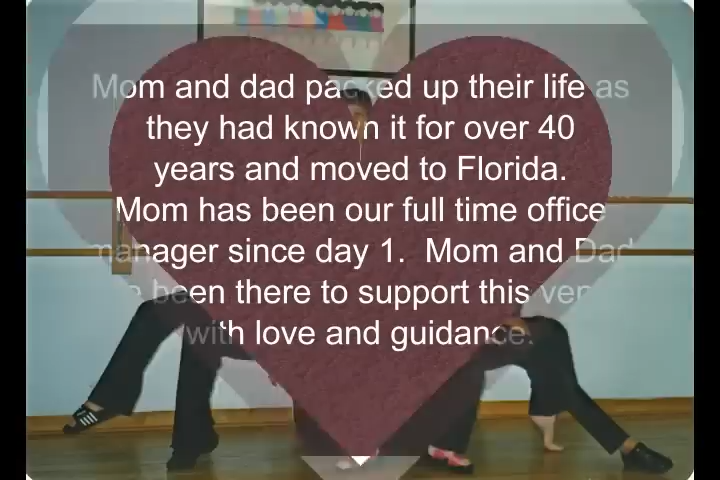 Mom and dad packed up their life as
they had known it for over 40
years and moved to Florida.
Mom has been our full time office
manager since day 1. Mom and Dad
been there to support this
with love and guidance.